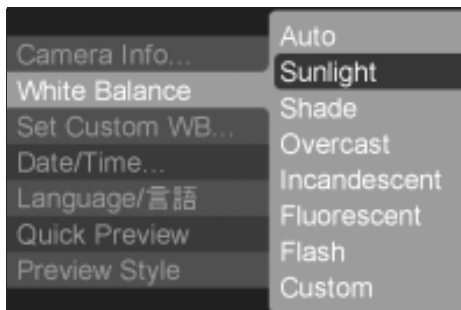 Camera Info...
White Balance
Set Custom WB...
Date/Time...
Language/言語
Quick Preview
Preview Style
Auto
Sunlight
Shade
Overcast
Incandescent
Fluorescent
Flash
Custom